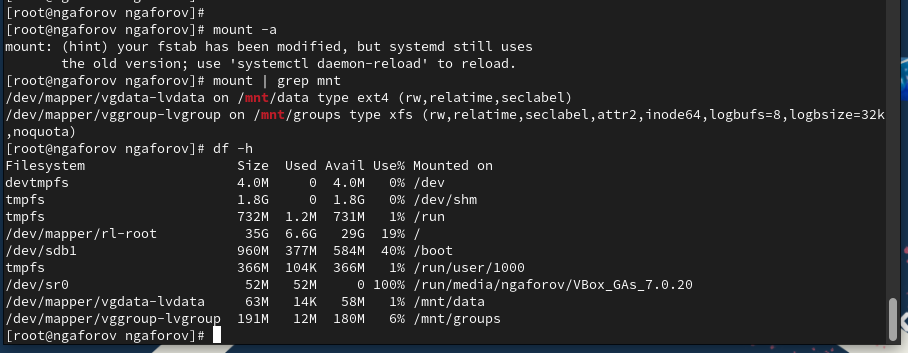 [root@ngaforov ngaforov]#
[root@ngaforov ngaforov]# mount -a
mount: (hint) your fstab has been modified, but systemd still uses
       the old version; use 'systemctl daemon-reload' to reload.
[root@ngaforov ngaforov]# mount | grep mnt
/dev/mapper/vgdata-lvdata on /mnt/data type ext4 (rw,relatime,seclabel)
/dev/mapper/vggroup-lvgroup on /mnt/groups type xfs (rw,relatime,seclabel,attr2,inode64,logbufs=8,logbsize=32k
,noquota)
[root@ngaforov ngaforov]# df -h
Filesystem                   Size  Used Avail Use% Mounted on
devtmpfs                     4.0M     0  4.0M   0% /dev
tmpfs                        1.8G     0  1.8G   0% /dev/shm
tmpfs                        732M  1.2M  731M   1% /run
/dev/mapper/rl-root           35G  6.6G   29G  19% /
/dev/sdb1                    960M  377M  584M  40% /boot
tmpfs                        366M  104K  366M   1% /run/user/1000
/dev/sr0                      52M   52M     0 100% /run/media/ngaforov/VBox_GAs_7.0.20
/dev/mapper/vgdata-lvdata     63M   14K   58M   1% /mnt/data
/dev/mapper/vggroup-lvgroup  191M   12M  180M   6% /mnt/groups
[root@ngaforov ngaforov]#